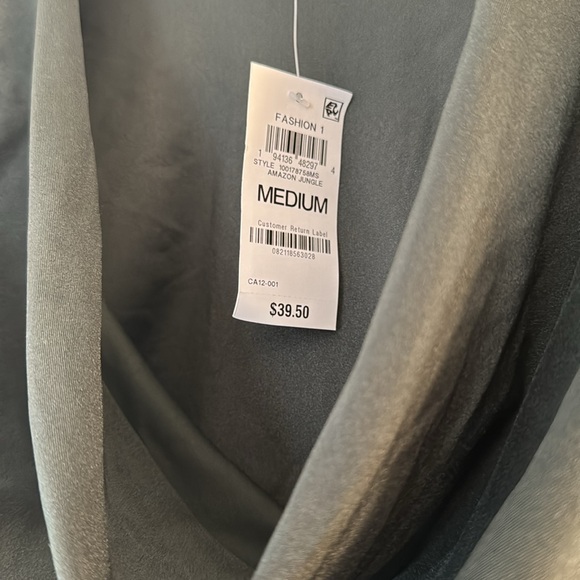 FASHION 1
1 94136 48297 4
STYLE 100178758MS
AMAZON JUNGLE
MEDIUM
Customer Return Label
082118563028
CA12-001
$39.50